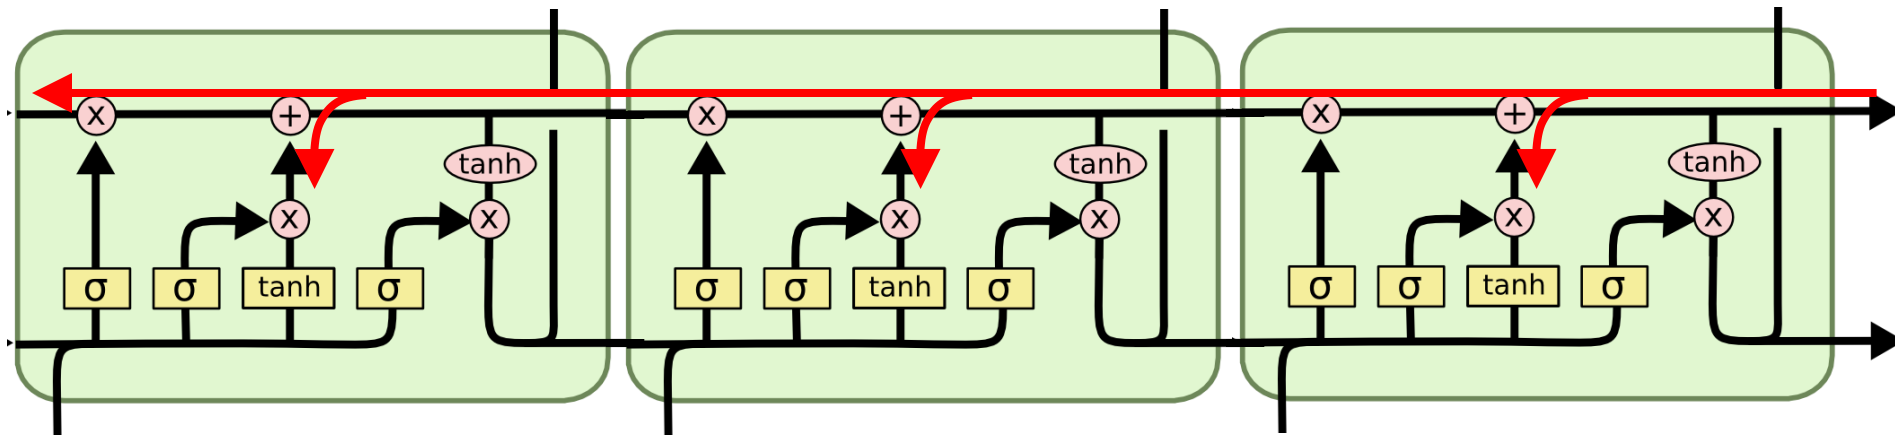 x + x + x +
tanh tanh tanh
x x x x x x
σ σ tanh σ σ σ tanh σ σ σ tanh σ